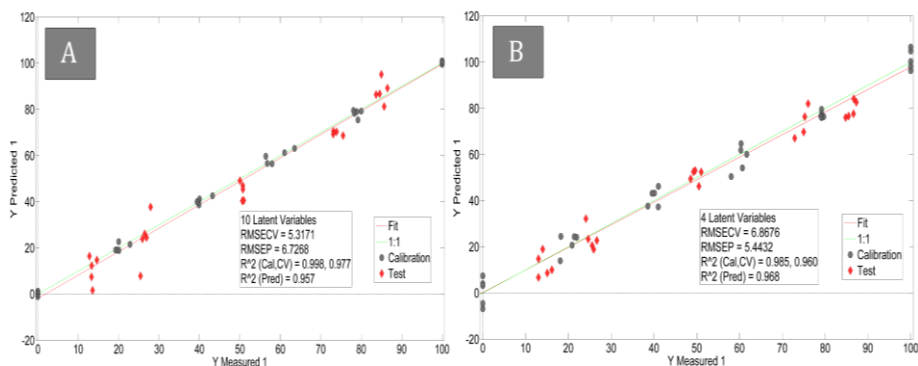 A
120
100
80
60
40
20
0
-20
Y Predicted 1
0
10
20
30
40
50
60
70
80
90
100
Y Measured 1
10 Latent Variables
RMSECV = 5.3171
RMSEP = 6.7268
R^2 (Cal,CV) = 0.998, 0.977
R^2 (Pred) = 0.957
Fit
1:1
Calibration
Test
B
120
100
80
60
40
20
0
-20
Y Predicted 1
0
10
20
30
40
50
60
70
80
90
100
Y Measured 1
4 Latent Variables
RMSECV = 6.8676
RMSEP = 5.4432
R^2 (Cal,CV) = 0.985, 0.960
R^2 (Pred) = 0.968
Fit
1:1
Calibration
Test